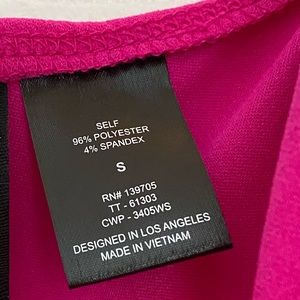 SELF
96% POLYESTER
4% SPANDEX
S
RN# 139705
TT - 61303
CWP - 3405WS
DESIGNED IN LOS ANGELES
MADE IN VIETNAM